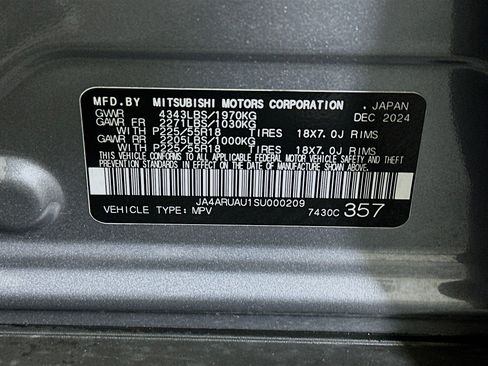 MFD.BY MITSUBISHI MOTORS CORPORATION , JAPAN
GVWR 4343LBS/1970KG DEC 2024
GAWR FR 2271LBS/1030KG
WITH P225/55R18 TIRES 18X7.0J RIMS
GAWR RR 2205LBS/1000KG
WITH P225/55R18 TIRES 18X7.0J RIMS
THIS VEHICLE CONFORMS TO ALL APPLICABLE FEDERAL MOTOR VEHICLE SAFETY AND THEFT
PREVENTION STANDARDS IN EFFECT ON THE DATE OF MANUFACTURE SHOWN ABOVE.
JA4ARUAU1SU000209
VEHICLE TYPE: MPV 7430C 357